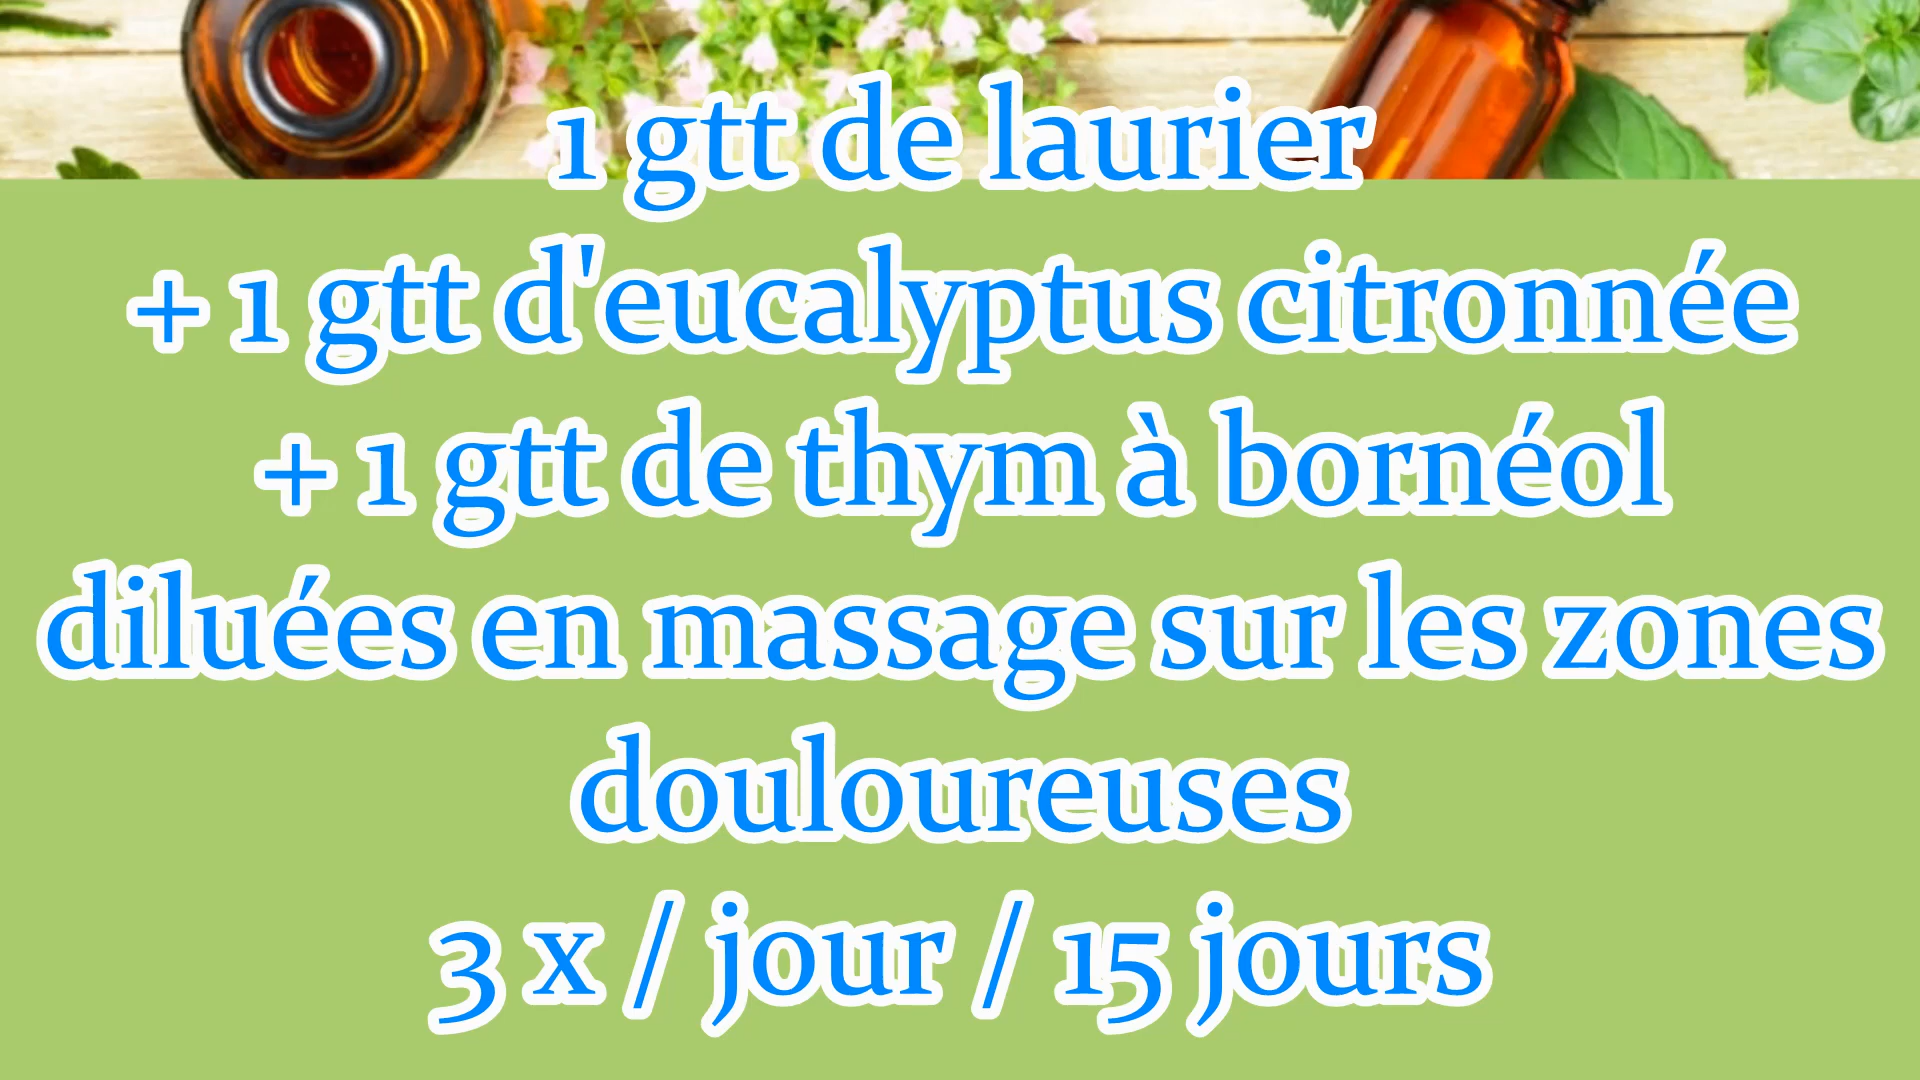 1 gtt de laurier
+ 1 gtt d'eucalyptus citronnée
+ 1 gtt de thym à bornéol
diluées en massage sur les zones
douloureuses
3 x / jour / 15 jours